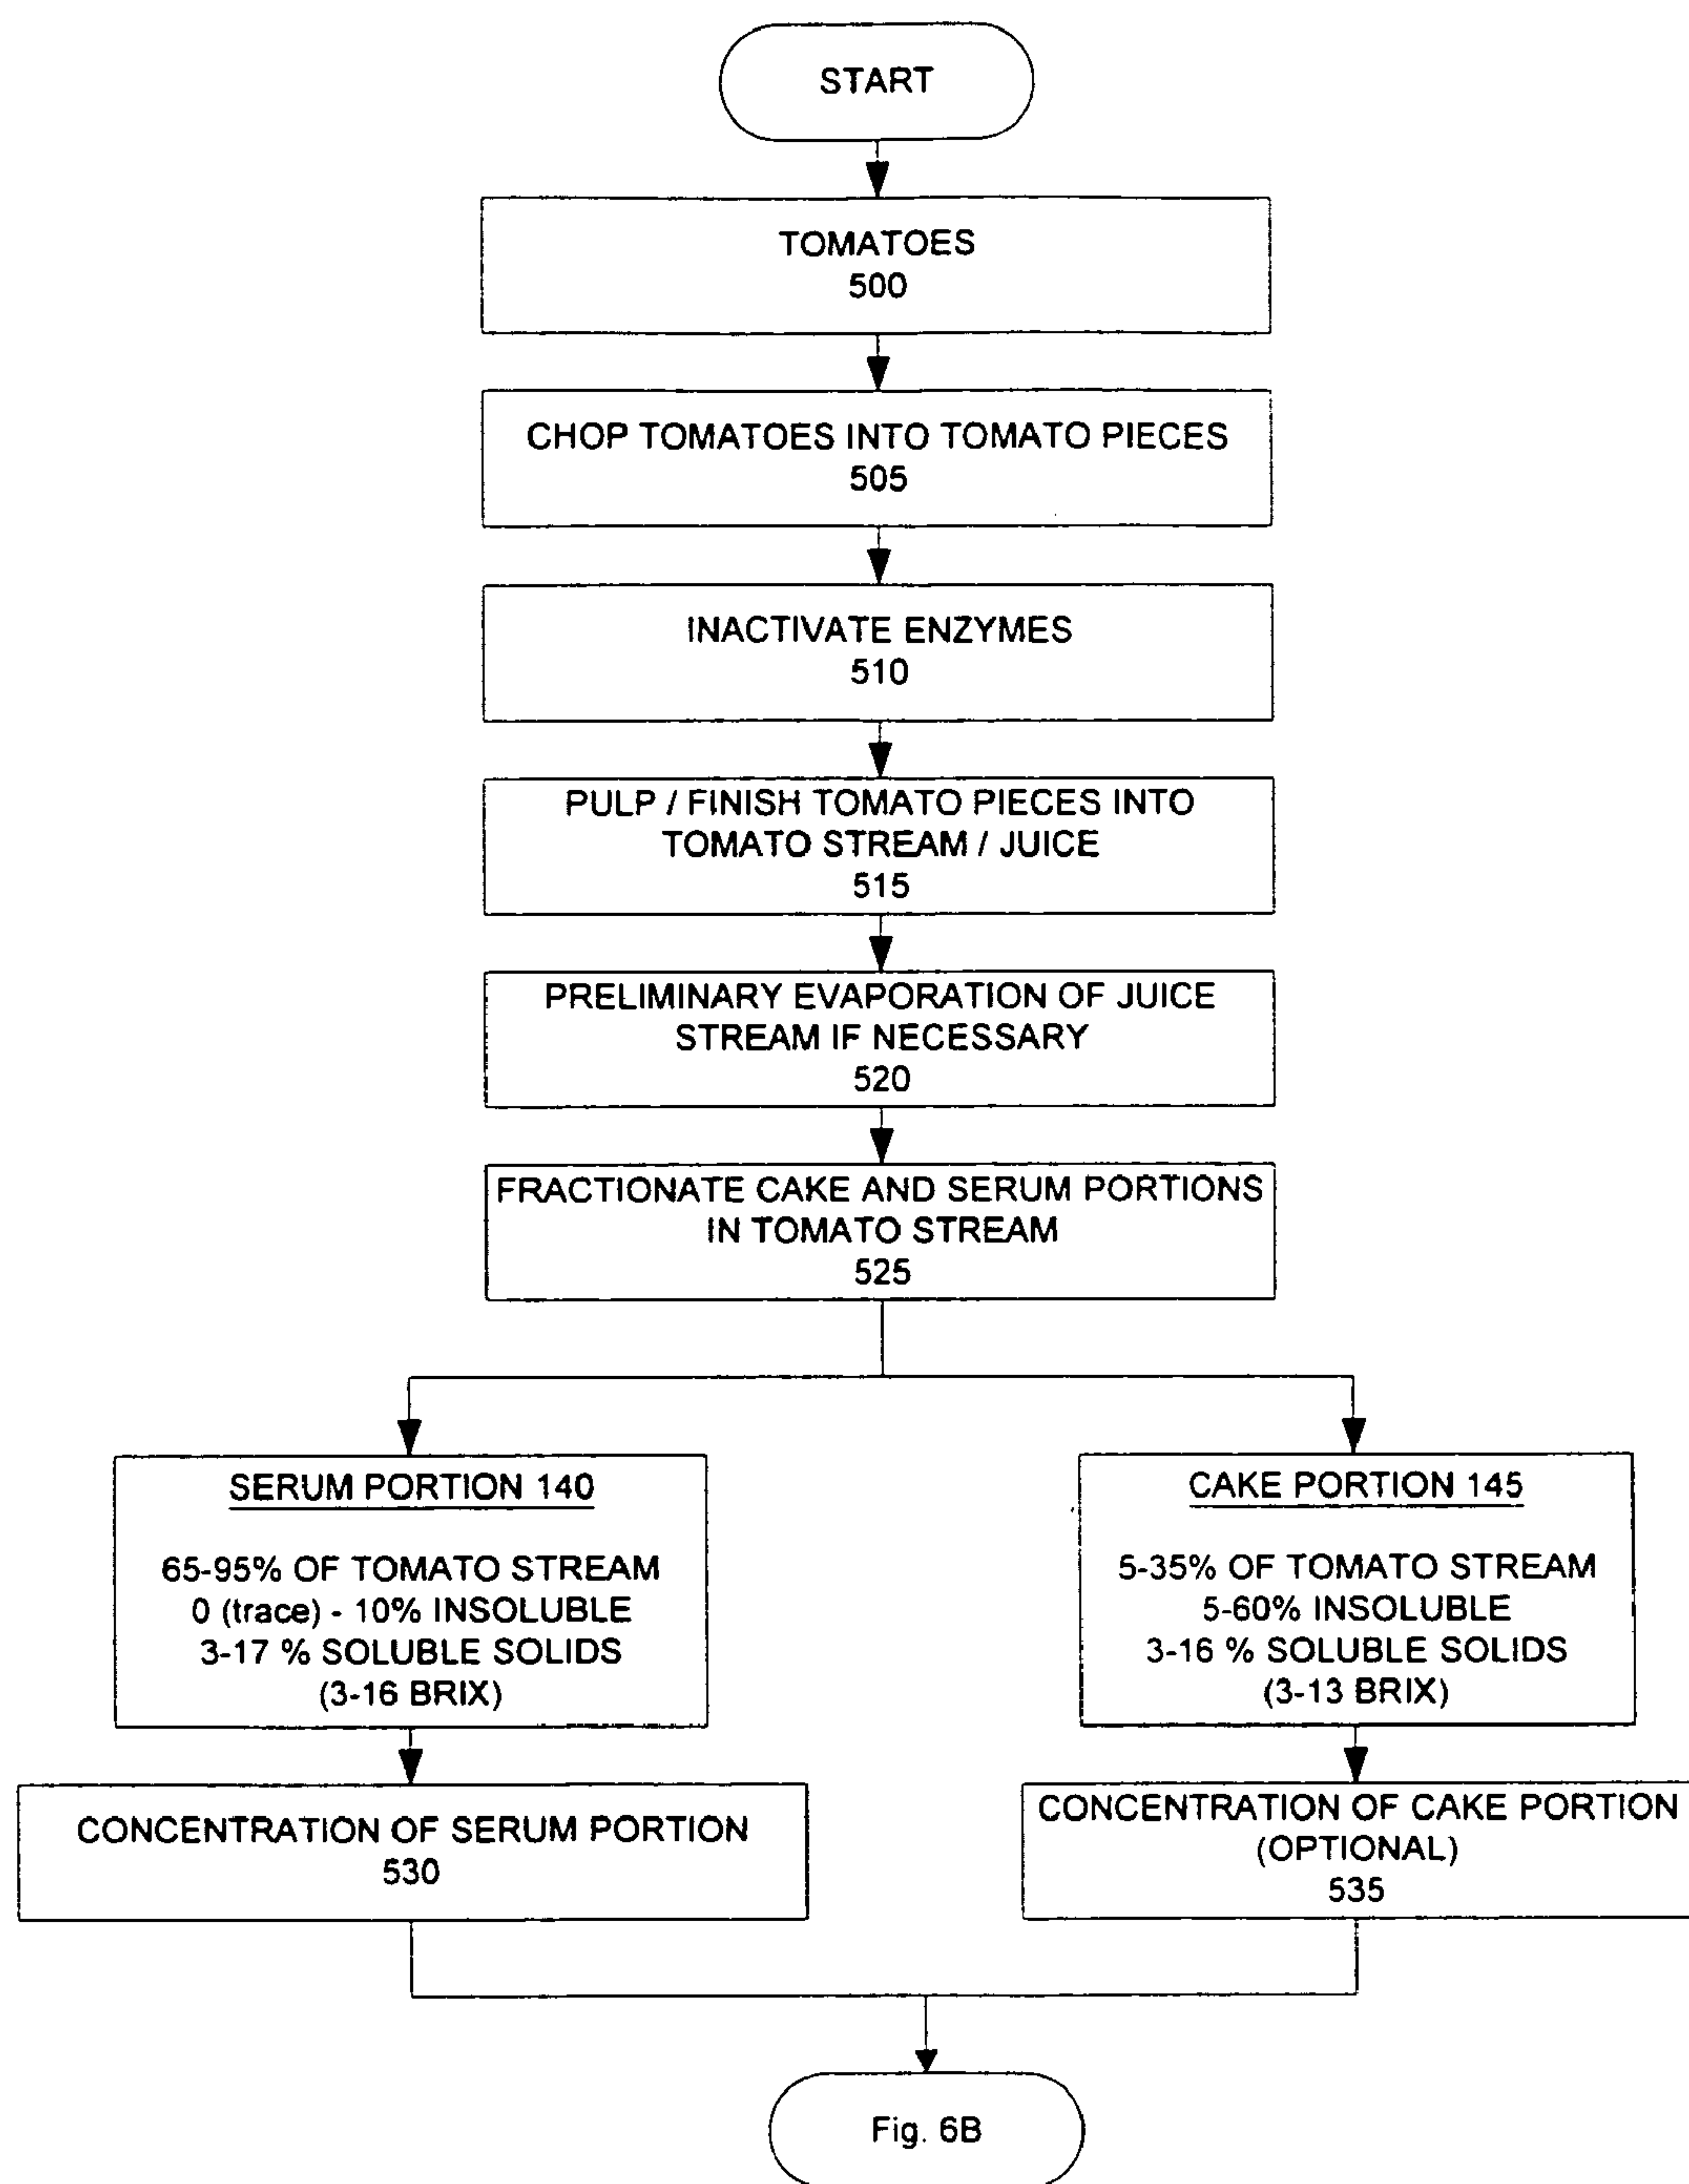 START
TOMATOES
500
CHOP TOMATOES INTO TOMATO PIECES
505
INACTIVATE ENZYMES
510
PULP / FINISH TOMATO PIECES INTO
TOMATO STREAM / JUICE
515
PRELIMINARY EVAPORATION OF JUICE
STREAM IF NECESSARY
520
FRACTIONATE CAKE AND SERUM PORTIONS
IN TOMATO STREAM
525
SERUM PORTION 140
65-95% OF TOMATO STREAM
0 (trace) - 10% INSOLUBLE
3-17 % SOLUBLE SOLIDS
(3-16 BRIX)
CAKE PORTION 145
5-35% OF TOMATO STREAM
5-60% INSOLUBLE
3-16 % SOLUBLE SOLIDS
(3-13 BRIX)
CONCENTRATION OF SERUM PORTION
530
CONCENTRATION OF CAKE PORTION
(OPTIONAL)
535
Fig. 6B